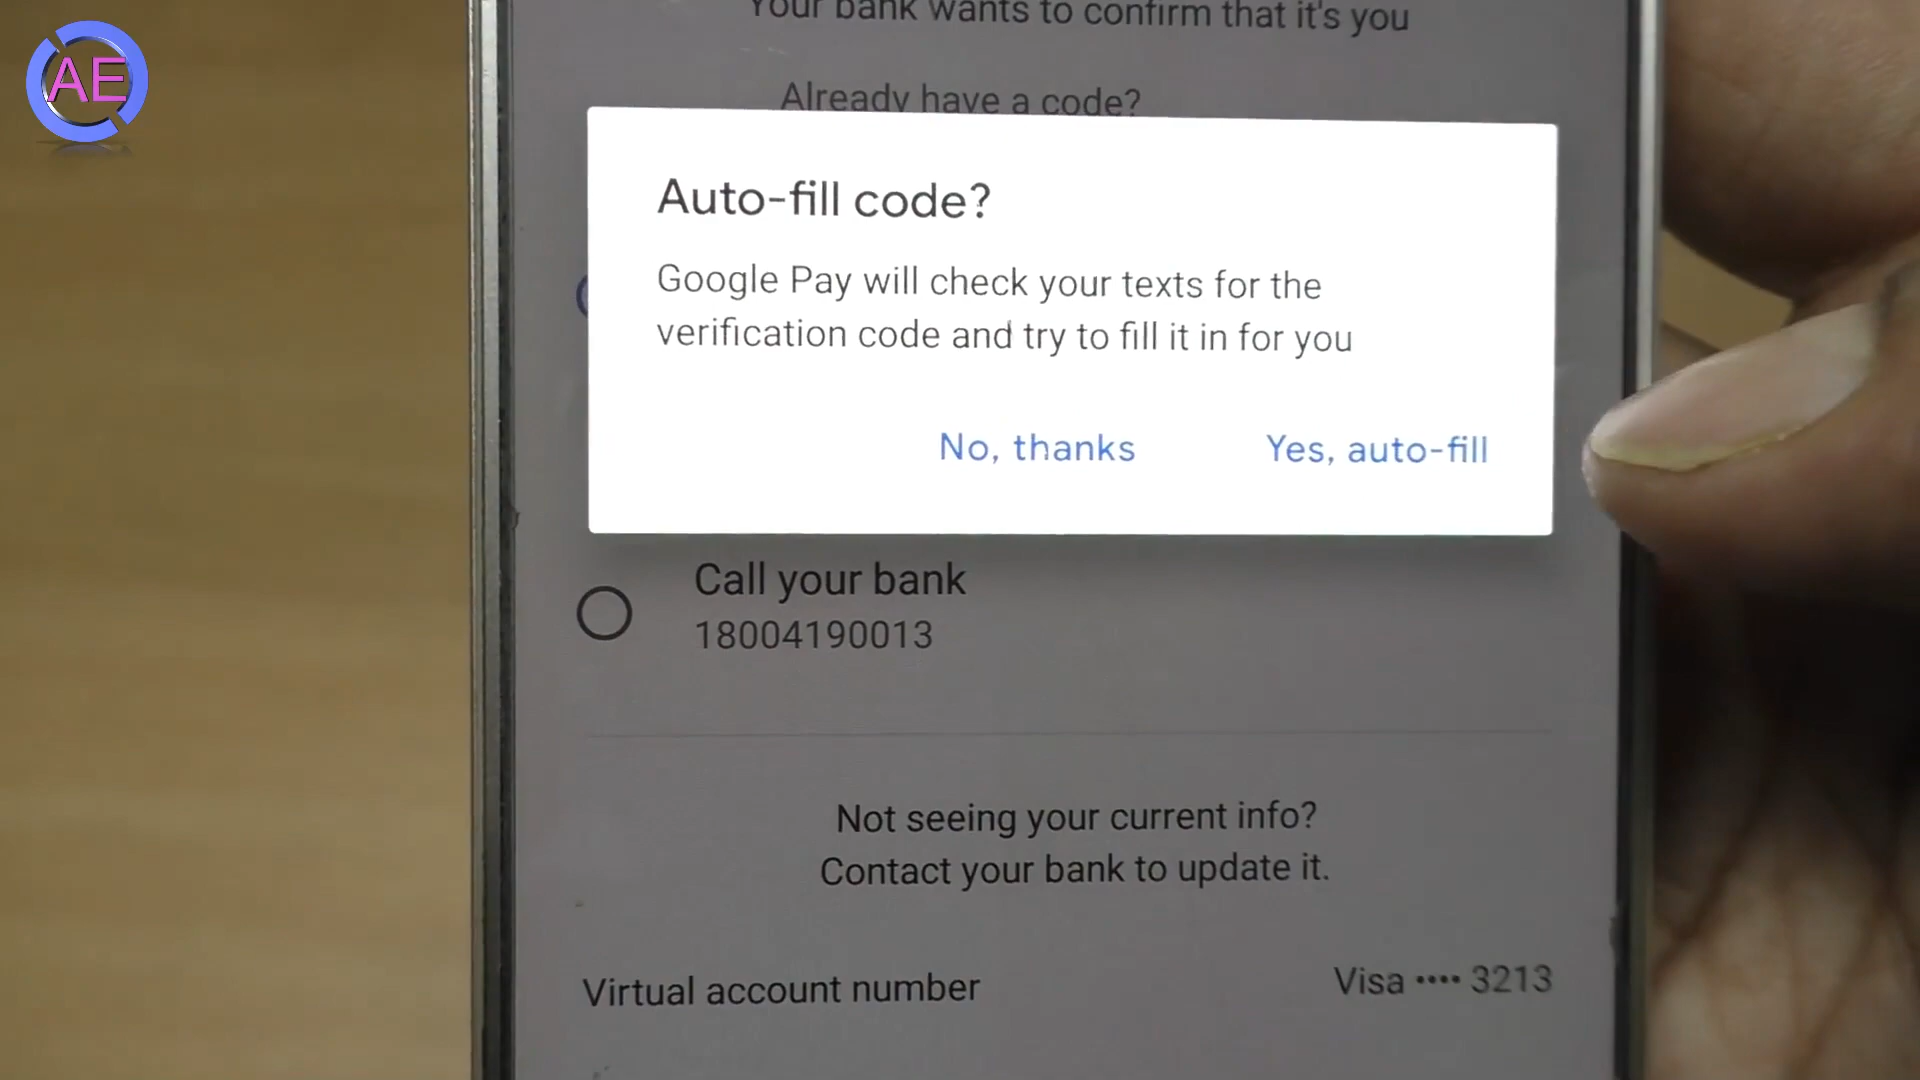 AE
Your bank wants to confirm that it's you
Already have a code?
Auto-fill code?
Google Pay will check your texts for the
verification code and try to fill it in for you
No, thanks
Yes, auto-fill
Call your bank
18004190013
Not seeing your current info?
Contact your bank to update it.
Virtual account number
Visa •••• 3213